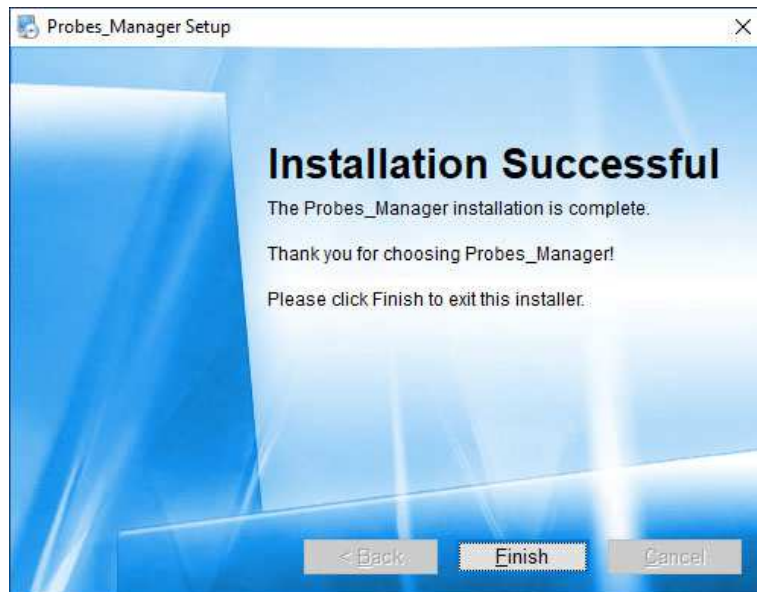 Probes_Manager Setup
Installation Successful
The Probes_Manager installation is complete.
Thank you for choosing Probes_Manager!
Please click Finish to exit this installer.
< Back
Finish
Cancel